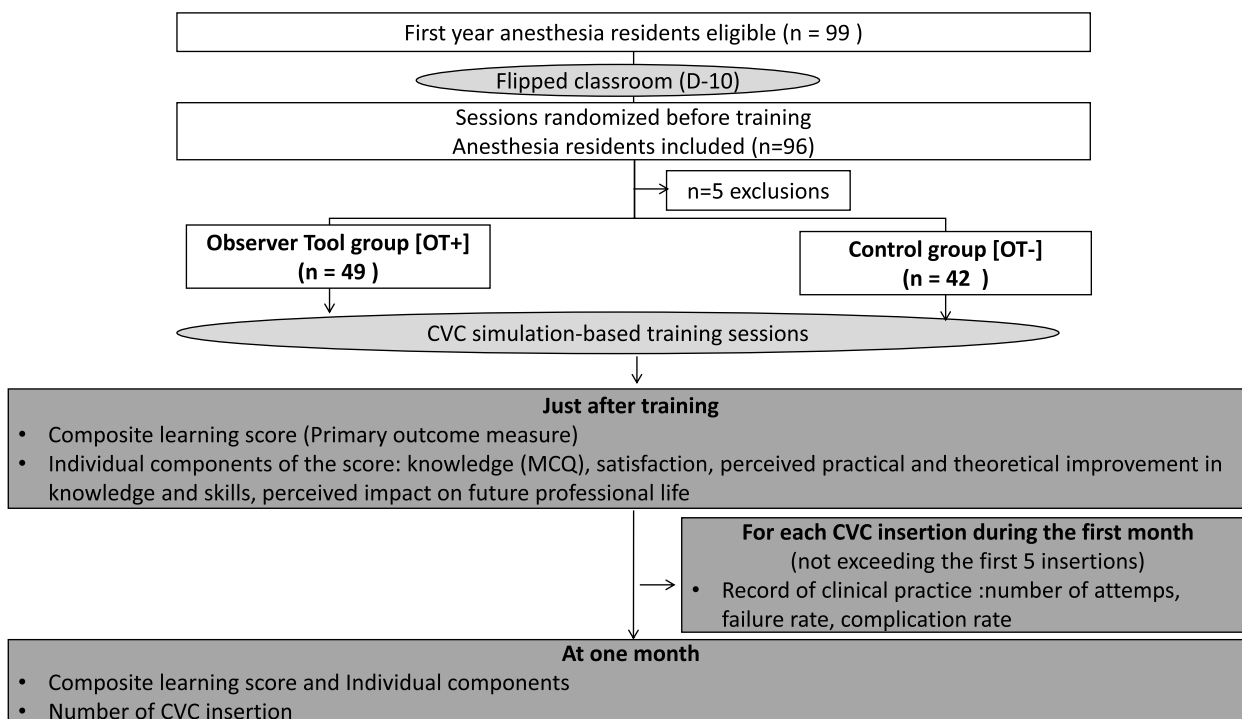 First year anesthesia residents eligible (n = 99 )
Flipped classroom (D-10)
Sessions randomized before training
Anesthesia residents included (n=96)
n=5 exclusions
Observer Tool group [OT+]
(n = 49 )
Control group [OT-]
(n = 42 )
CVC simulation-based training sessions
Just after training
• Composite learning score (Primary outcome measure)
• Individual components of the score: knowledge (MCQ), satisfaction, perceived practical and theoretical improvement in
knowledge and skills, perceived impact on future professional life
For each CVC insertion during the first month
(not exceeding the first 5 insertions)
• Record of clinical practice :number of attemps,
failure rate, complication rate
At one month
• Composite learning score and Individual components
• Number of CVC insertion